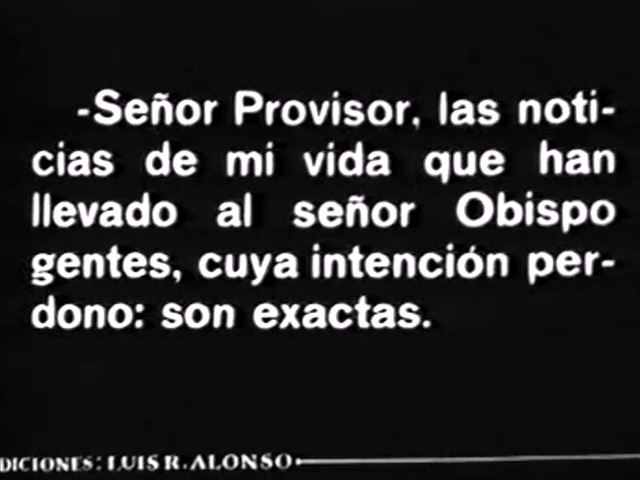 -Señor Provisor, las noti-
cias de mi vida que han
llevado al señor Obispo
gentes, cuya intención per-
dono: son exactas.
DICIONES: LUIS R. ALONSO